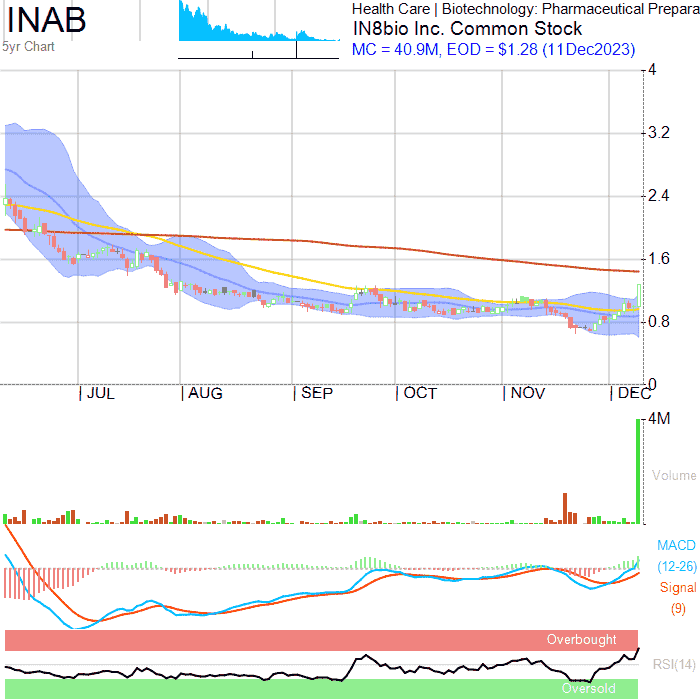 INAB
5yr Chart
Health Care | Biotechnology: Pharmaceutical Prepara
IN8bio Inc. Common Stock
MC = 40.9M, EOD = $1.28 (11Dec2023)
4
3.2
2.4
1.6
0.8
0
JUL AUG SEP OCT NOV DEC
4M
Volume
MACD
(12-26)
Signal
(9)
Overbought
RSI(14)
Oversold